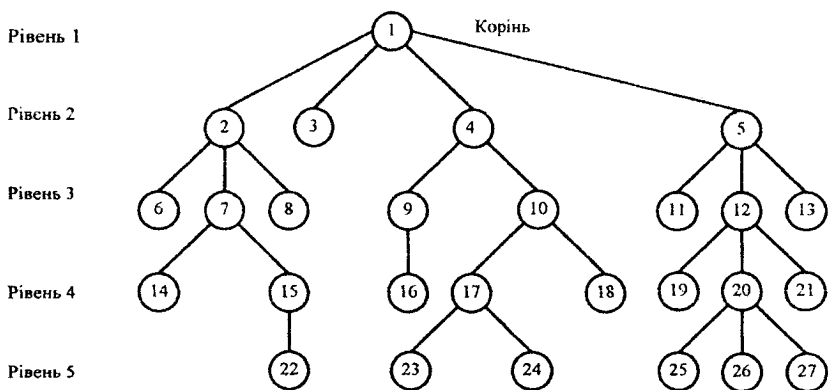 Рівень 1
1
Корінь
Рівень 2
2 3 4 5
Рівень 3
6 7 8 9 10 11 12 13
Рівень 4
14 15 16 17 18 19 20 21
Рівень 5
22 23 24 25 26 27